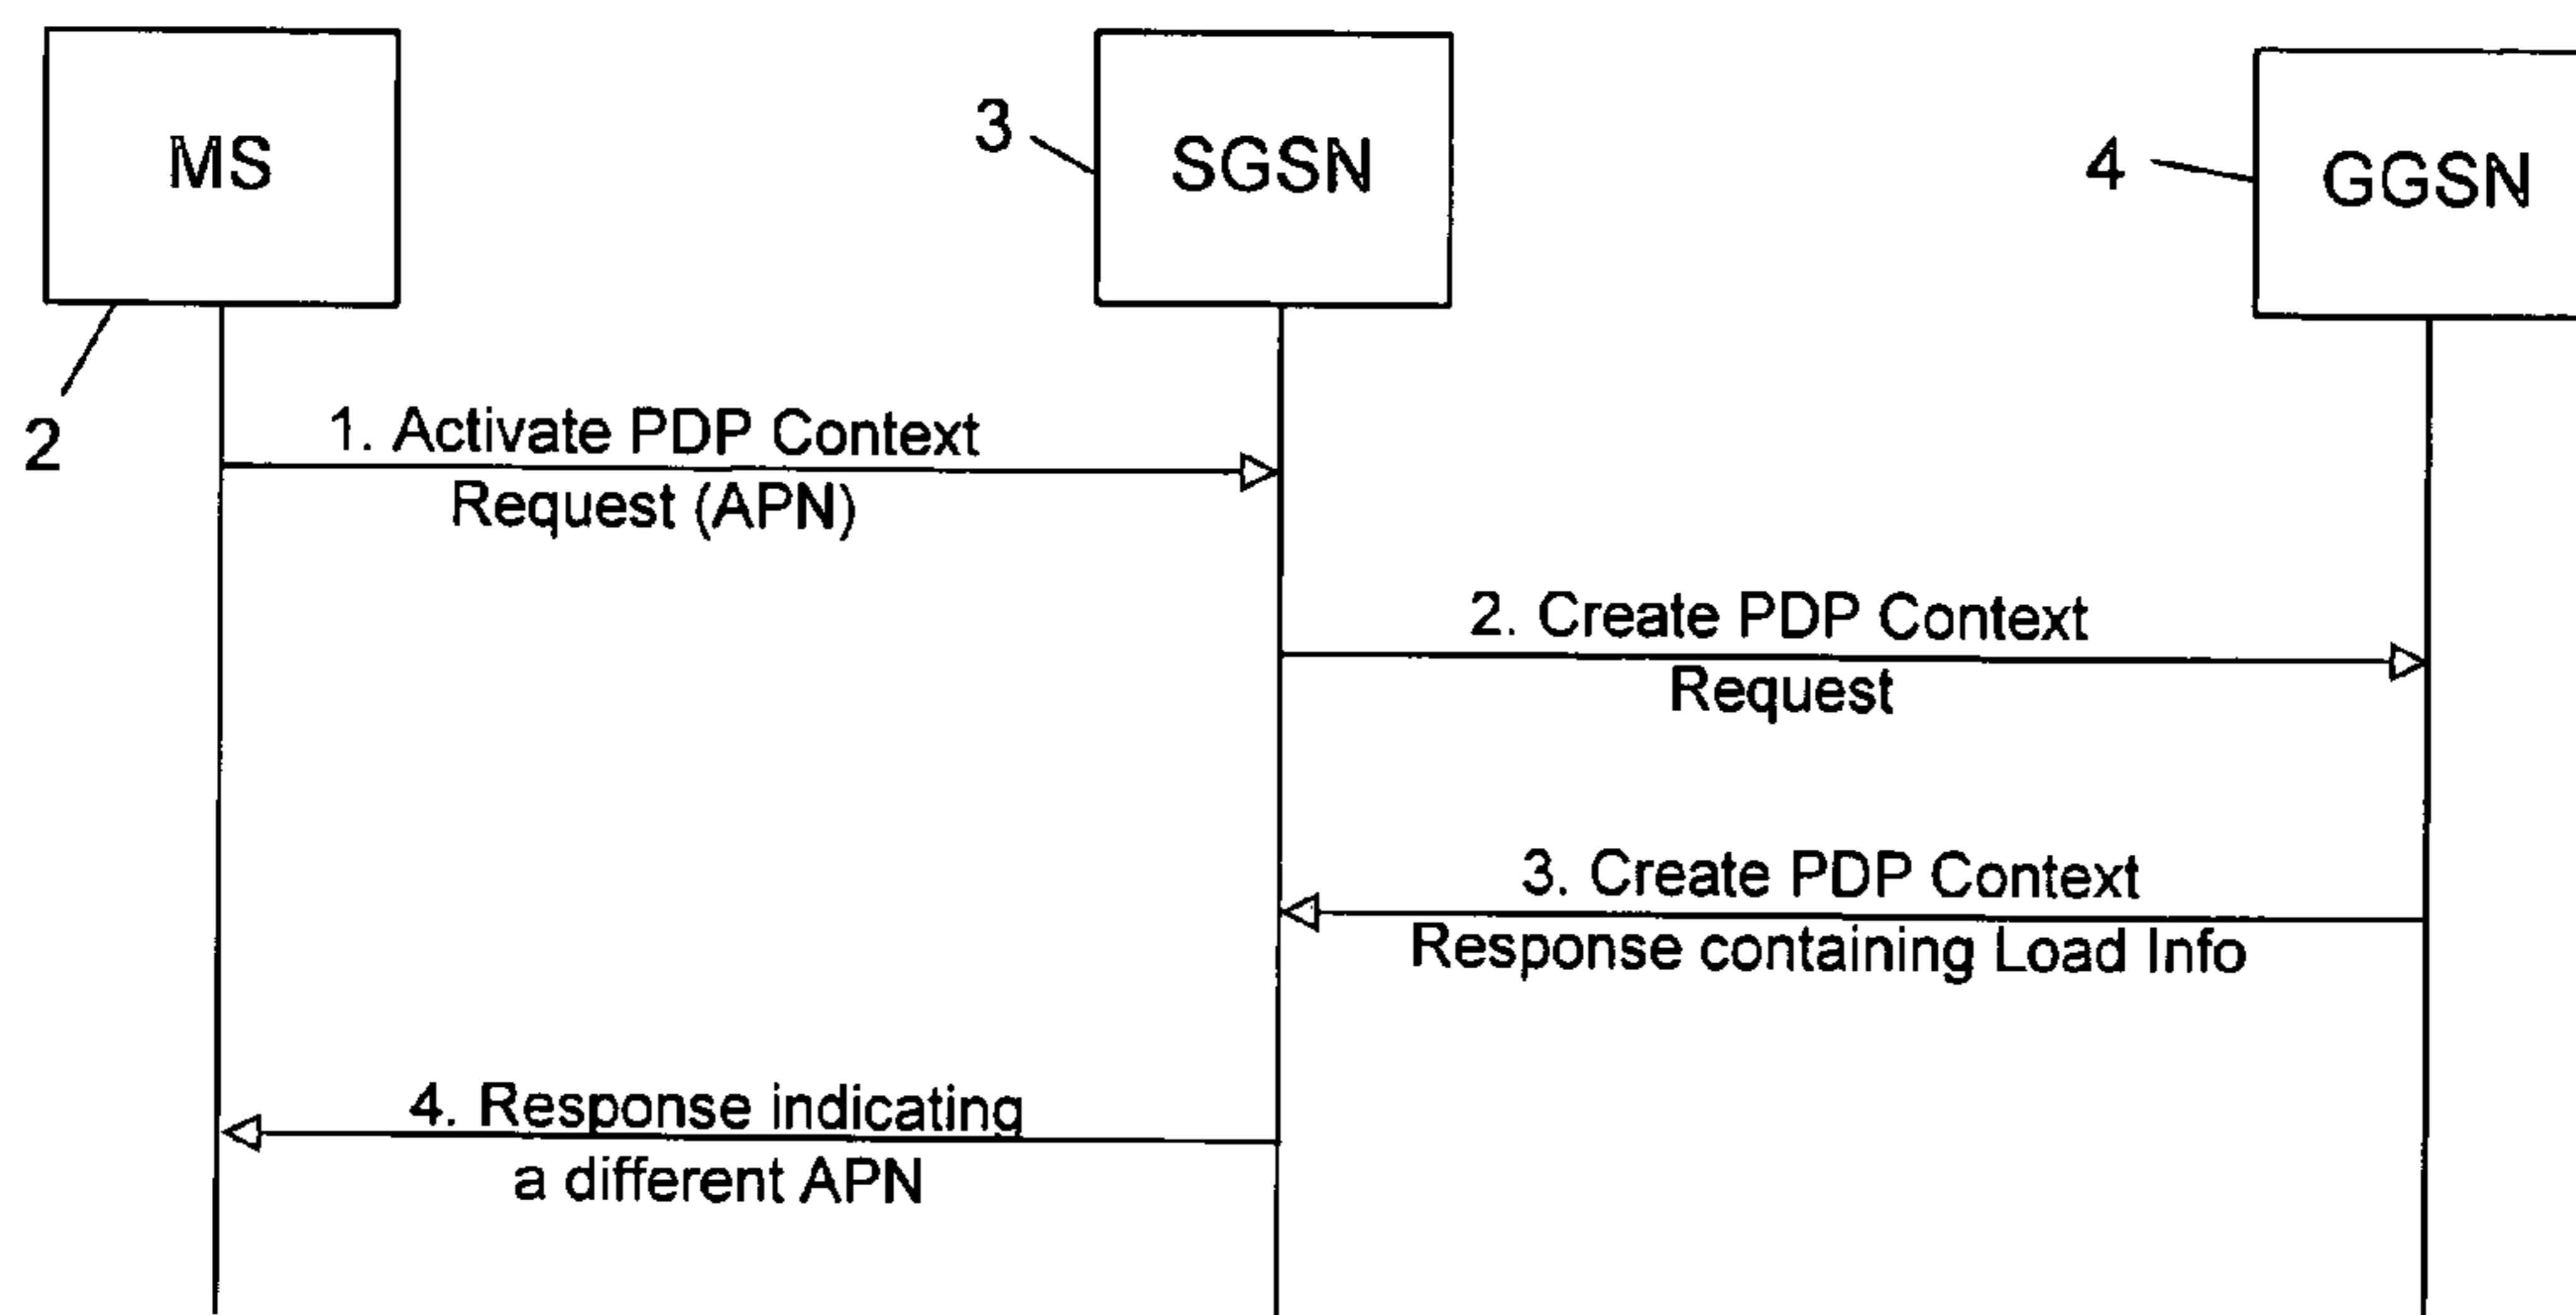 MS
3
SGSN
4
GGSN
2
1. Activate PDP Context
Request (APN)
2. Create PDP Context
Request
3. Create PDP Context
Response containing Load Info
4. Response indicating
a different APN